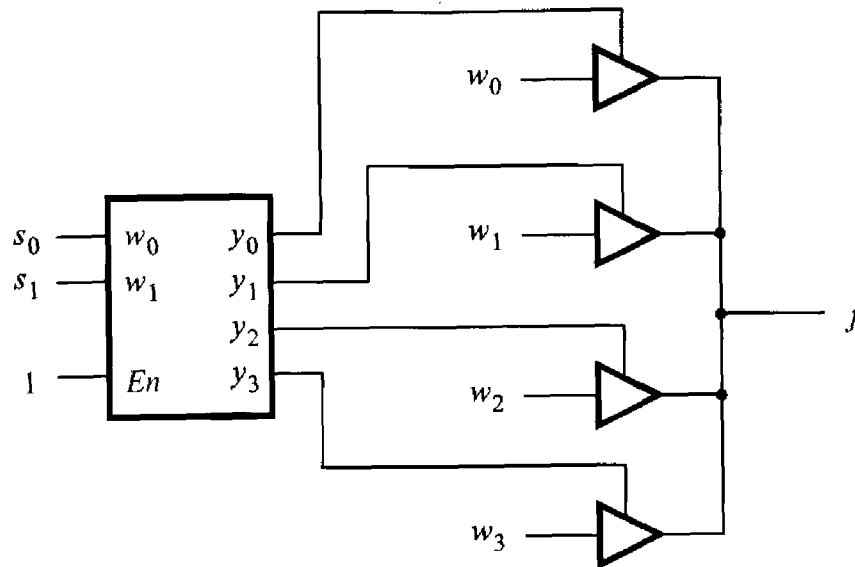 w₀
w₁
s₀ w₀ y₀
s₁ w₁ y₁
y₂
1 En y₃
w₂
w₃